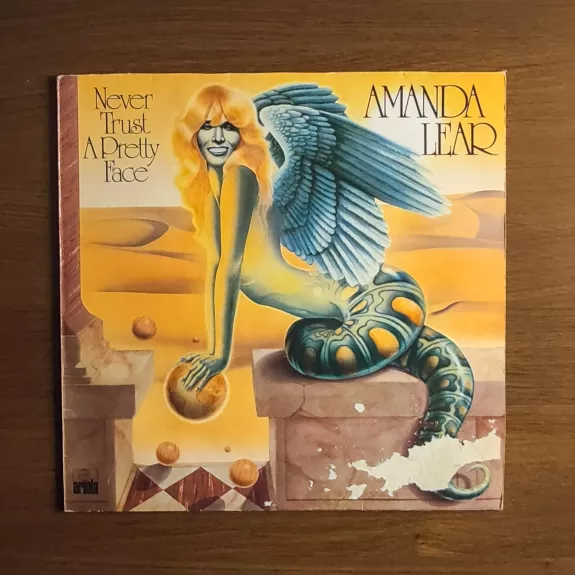 Never
Trust
A Pretty
Face
AMANDA
LEAR
ariola